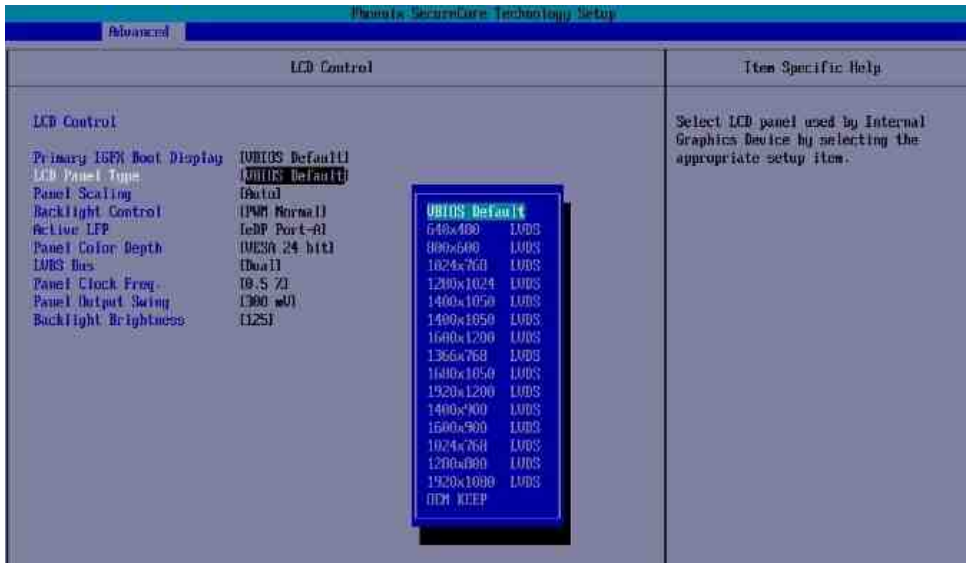 Phoenix SecureCore Technology Setup
Advanced
LCD Control
Item Specific Help
LCD Control
Primary IGFX Boot Display [VBIOS Default]
LCD Panel Type [VBIOS Default]
Panel Scaling [Auto]
Backlight Control [PWM Normal]
Active LFP [eDP Port-A]
Panel Color Depth [VESA 24 bit]
LVDS Bus [Dual]
Panel Clock Freq. [0.5 %]
Panel Output Swing [300 mV]
Backlight Brightness [125]
VBIOS Default
640x480 LVDS
800x600 LVDS
1024x768 LVDS
1280x1024 LVDS
1400x1050 LVDS
1400x1050 LVDS
1600x1200 LVDS
1366x768 LVDS
1680x1050 LVDS
1920x1200 LVDS
1400x900 LVDS
1600x900 LVDS
1024x768 LVDS
1280x800 LVDS
1920x1080 LVDS
OEM KEEP
Select LCD panel used by Internal
Graphics Device by selecting the
appropriate setup item.